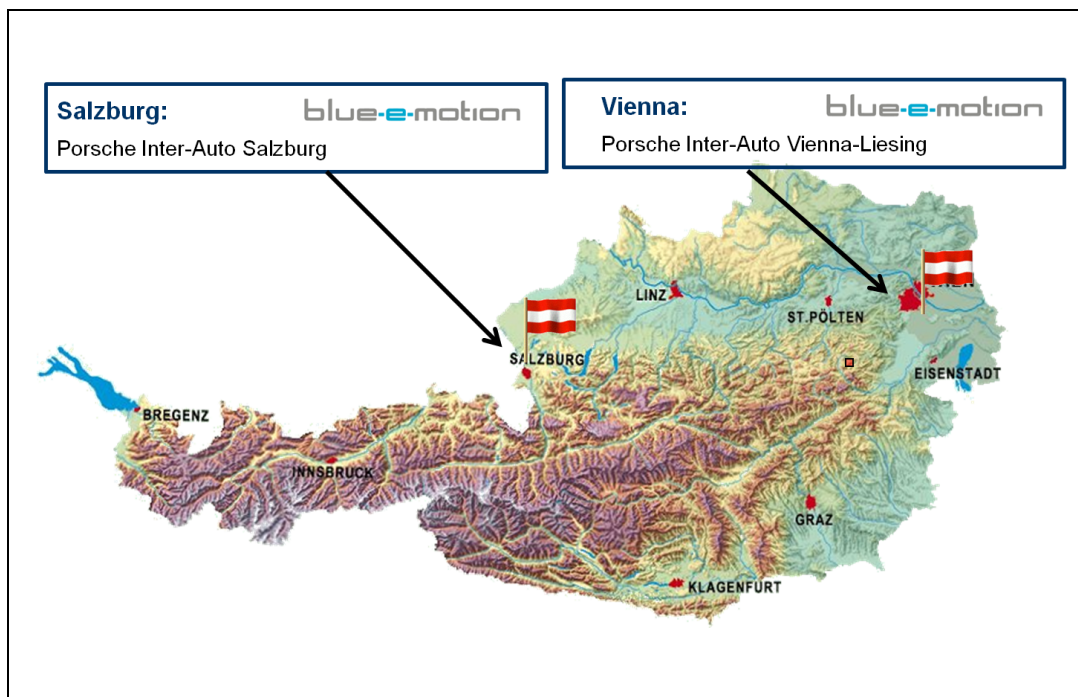 Salzburg: blue-e-motion
Porsche Inter-Auto Salzburg
Vienna: blue-e-motion
Porsche Inter-Auto Vienna-Liesing
LINZ
ST.PÖLTEN
SALZBURG
EISENSTADT
BREGENZ
INNSBRUCK
GRAZ
KLAGENFURT